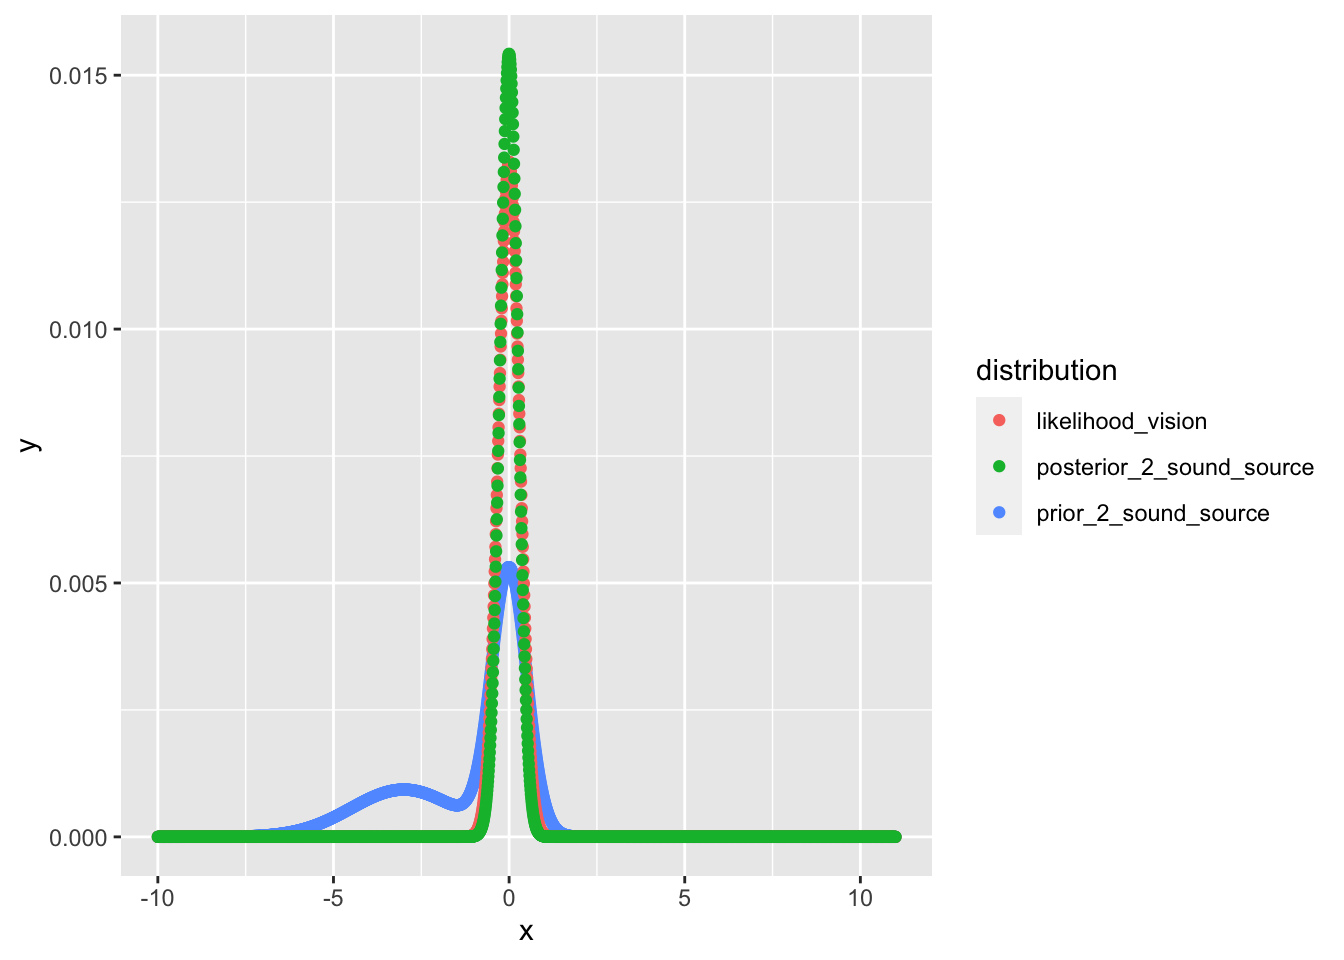 0.015
0.010
0.005
0.000
y
-10 -5 0 5 10
x
distribution
likelihood_vision
posterior_2_sound_source
prior_2_sound_source